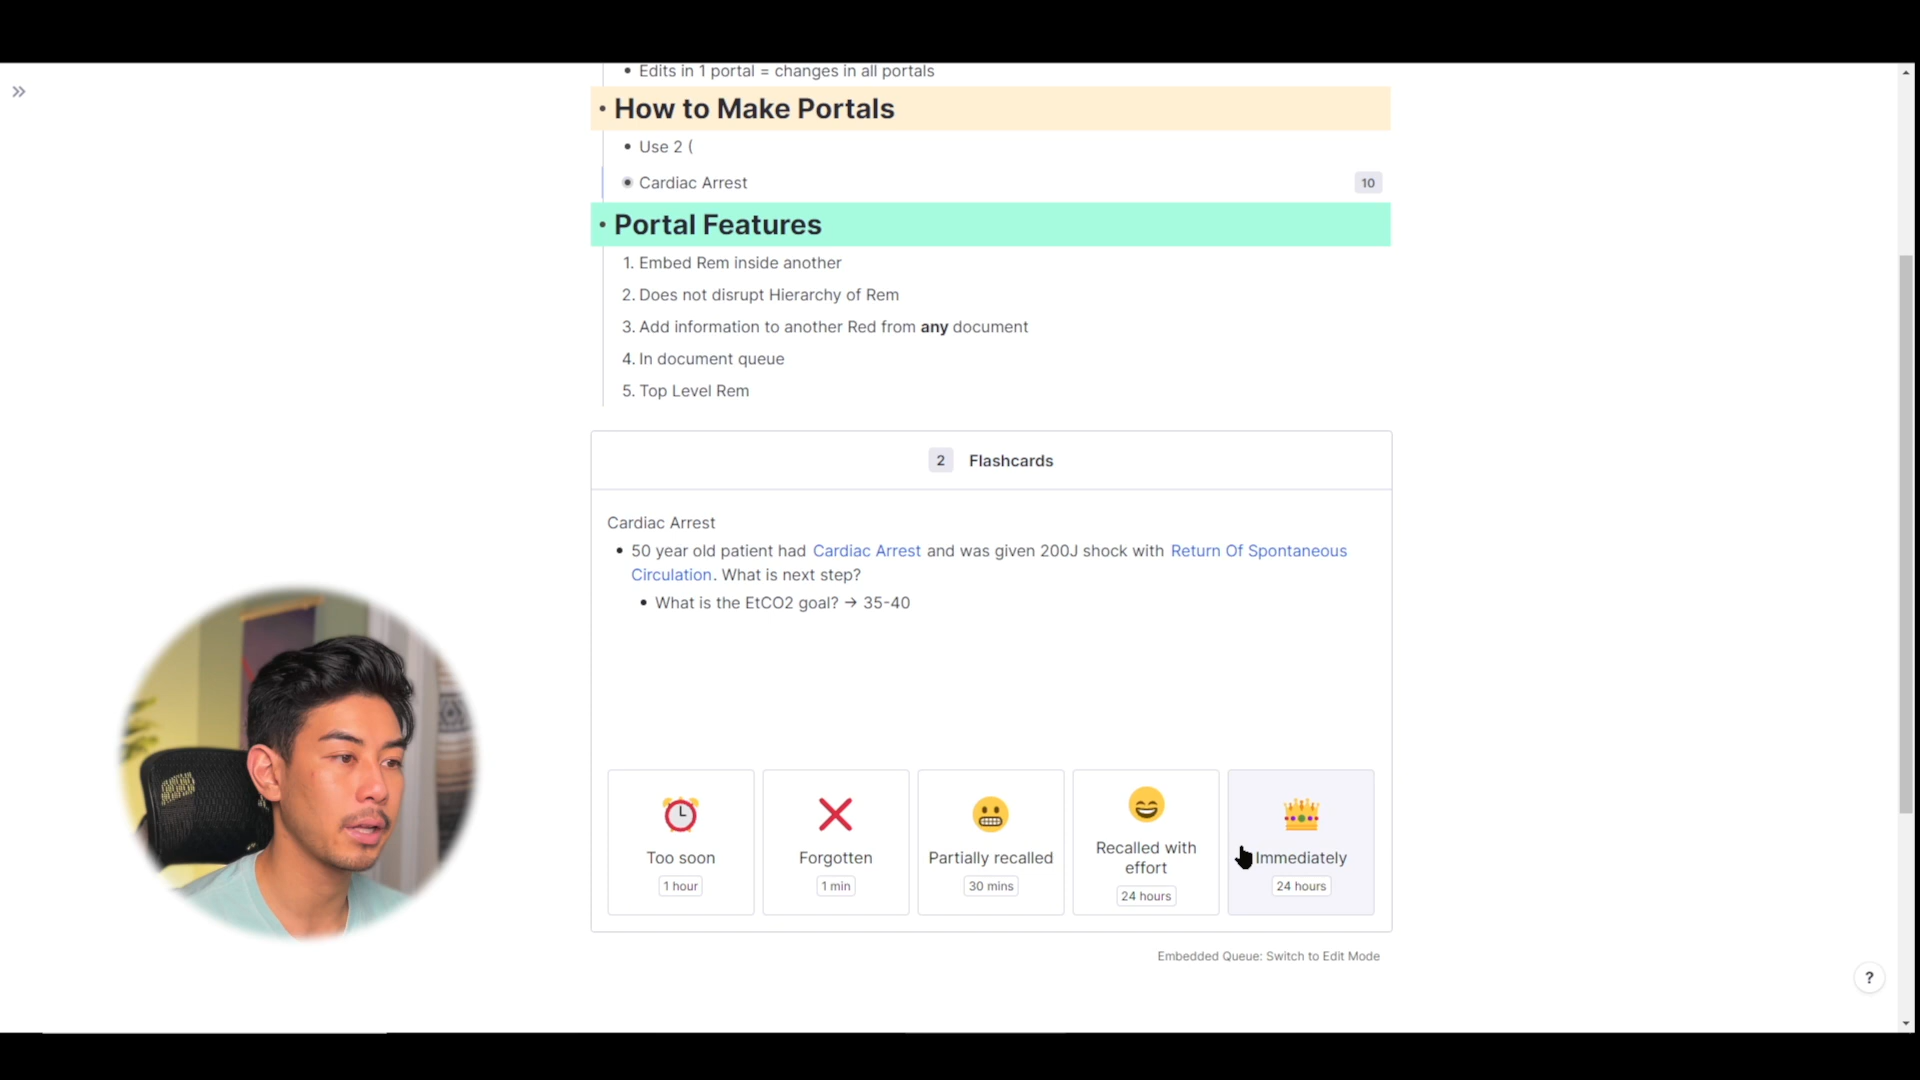 Edits in 1 portal = changes in all portals
How to Make Portals
Use 2 (
Cardiac Arrest
10
Portal Features
1. Embed Rem inside another
2. Does not disrupt Hierarchy of Rem
3. Add information to another Red from any document
4. In document queue
5. Top Level Rem
2 Flashcards
Cardiac Arrest
50 year old patient had Cardiac Arrest and was given 200J shock with Return Of Spontaneous
Circulation. What is next step?
What is the EtCO2 goal? → 35-40
Too soon
1 hour
Forgotten
1 min
Partially recalled
30 mins
Recalled with
effort
24 hours
Immediately
24 hours
Embedded Queue: Switch to Edit Mode
?